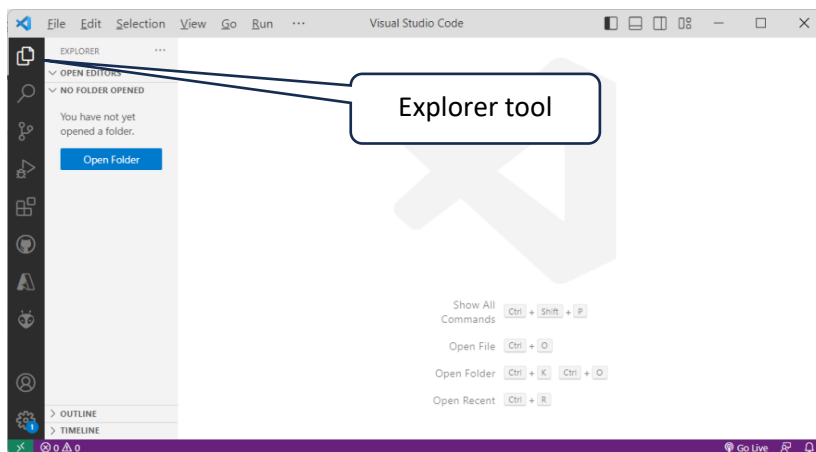 File Edit Selection View Go Run ··· Visual Studio Code
EXPLORER ···
OPEN EDITORS
NO FOLDER OPENED
You have not yet
opened a folder.
Open Folder
Explorer tool
Show All
Commands Ctrl + Shift + P
Open File Ctrl + O
Open Folder Ctrl + K Ctrl + O
Open Recent Ctrl + R
OUTLINE
TIMELINE
1
0 0 Go Live